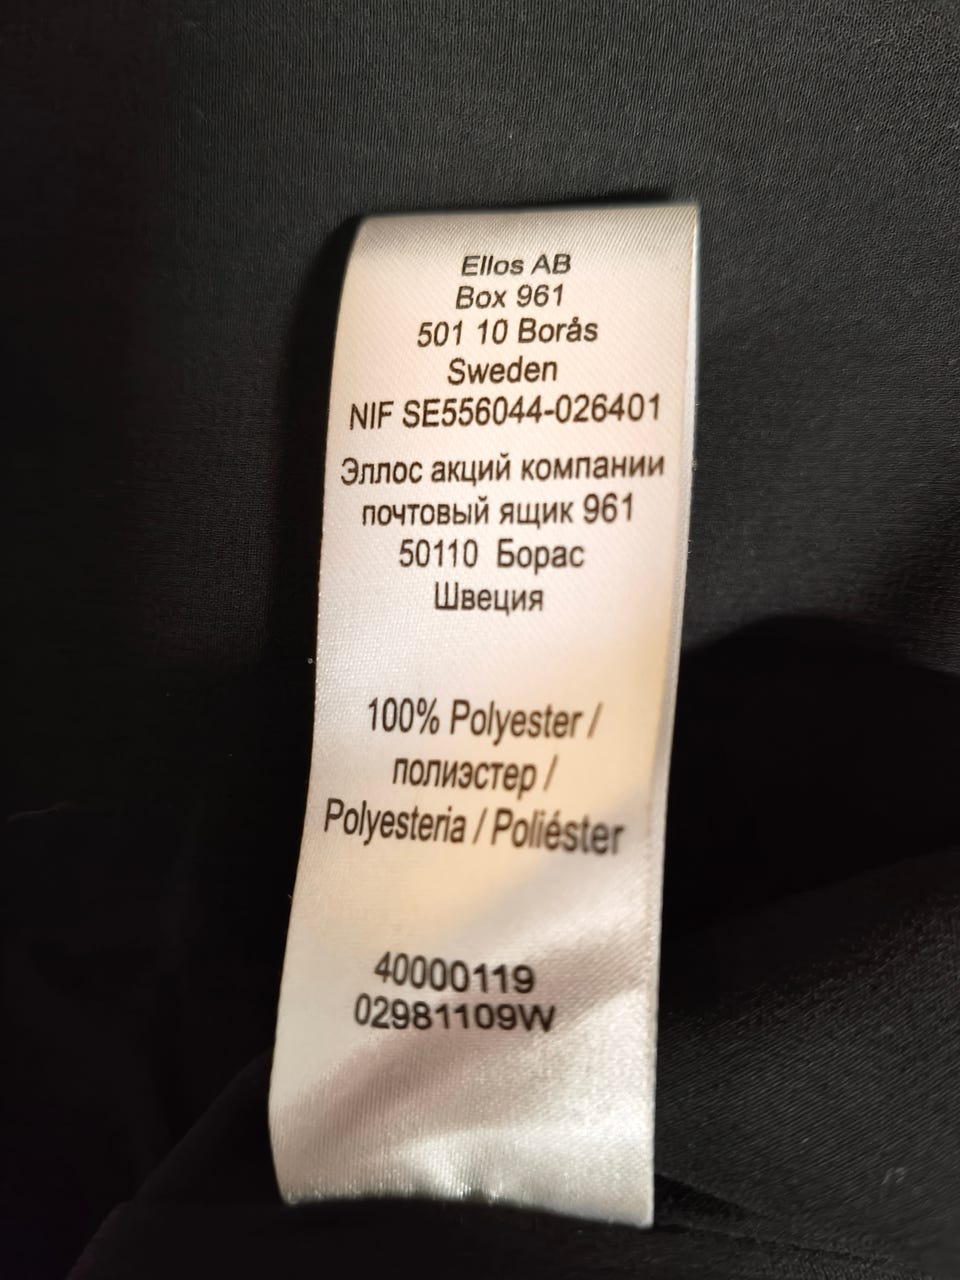 Ellos AB
Box 961
501 10 Borås
Sweden
NIF SE556044-026401
Эллос акций компании
почтовый ящик 961
50110 Борас
Швеция
100% Polyester /
полиэстер /
Polyesteria / Poliéster
40000119
02981109W